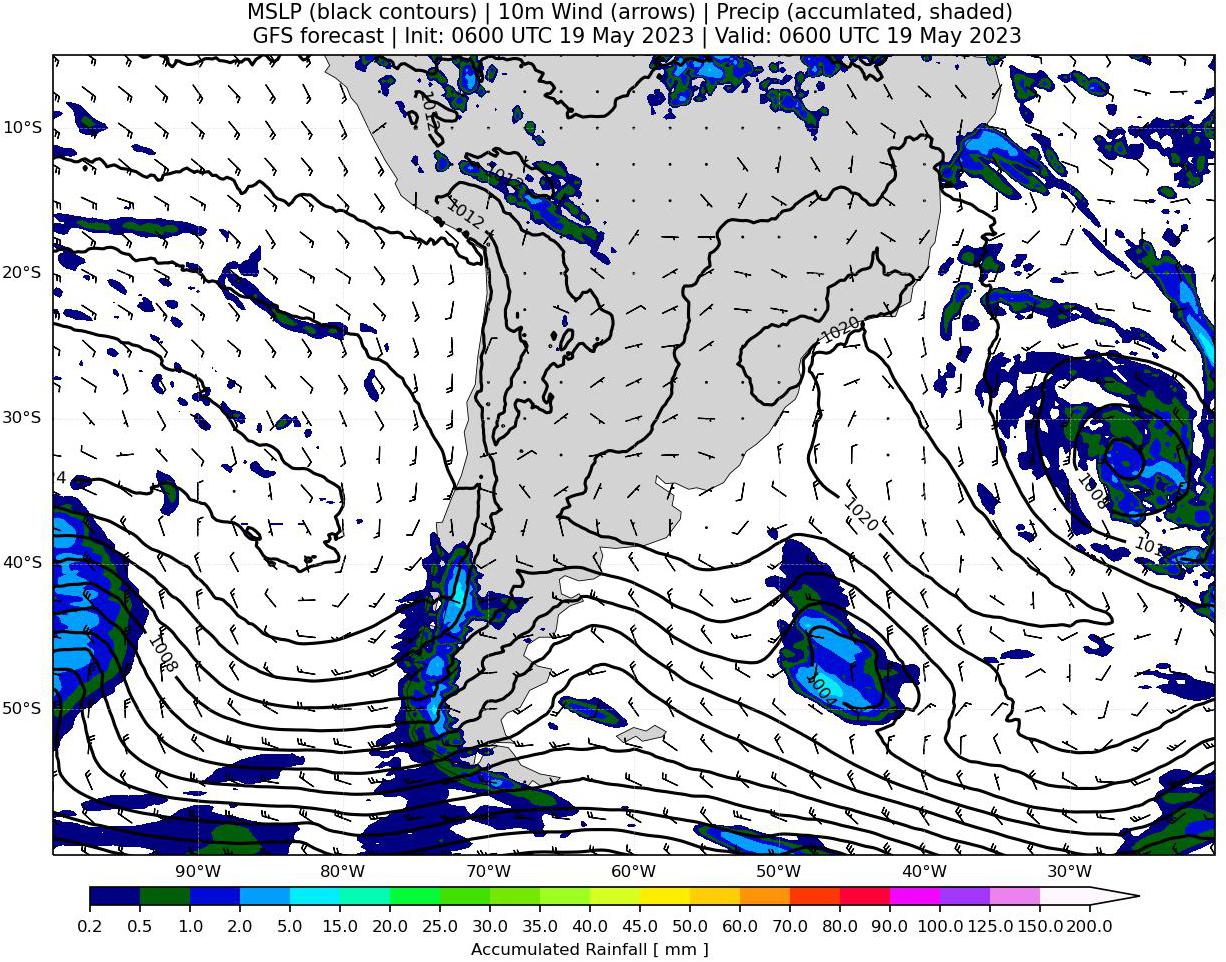 MSLP (black contours) | 10m Wind (arrows) | Precip (accumlated, shaded)
GFS forecast | Init: 0600 UTC 19 May 2023 | Valid: 0600 UTC 19 May 2023
10°S
20°S
30°S
40°S
50°S
1012
1012
1012
1020
1020
1008
1008
1004
90°W 80°W 70°W 60°W 50°W 40°W 30°W
0.2 0.5 1.0 2.0 5.0 10.0 15.0 20.0 25.0 30.0 35.0 40.0 45.0 50.0 60.0 70.0 80.0 90.0 100.0 125.0 150.0 200.0
Accumulated Rainfall [ mm ]